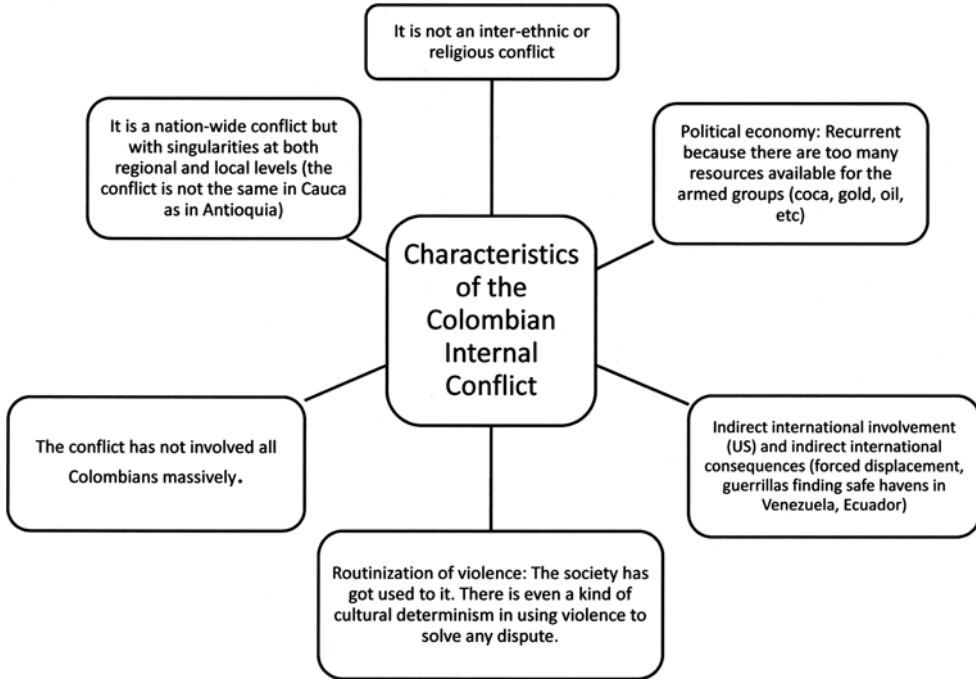 It is not an inter-ethnic or
religious conflict
It is a nation-wide conflict but
with singularities at both
regional and local levels (the
conflict is not the same in Cauca
as in Antioquia)
Political economy: Recurrent
because there are too many
resources available for the
armed groups (coca, gold, oil,
etc)
Characteristics
of the
Colombian
Internal
Conflict
The conflict has not involved all
Colombians massively.
Indirect international involvement
(US) and indirect international
consequences (forced displacement,
guerrillas finding safe havens in
Venezuela, Ecuador)
Routinization of violence: The society has
got used to it. There is even a kind of
cultural determinism in using violence to
solve any dispute.